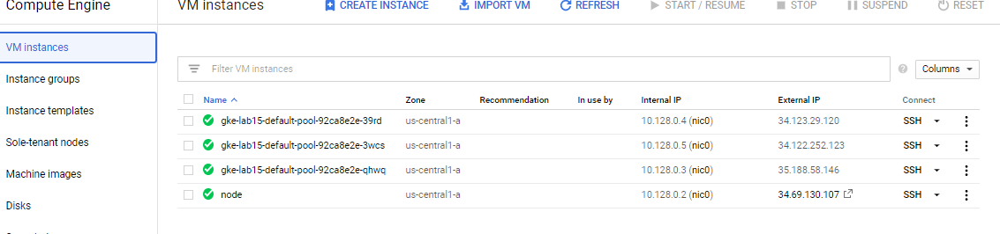 Compute Engine
VM instances
CREATE INSTANCE
IMPORT VM
REFRESH
START / RESUME
STOP
SUSPEND
RESET
VM instances
Instance groups
Instance templates
Sole-tenant nodes
Machine images
Disks
Filter VM instances
Columns
Name Zone Recommendation In use by Internal IP External IP Connect
gke-lab15-default-pool-92ca8e2e-39rd us-central1-a 10.128.0.4 (nic0) 34.123.29.120 SSH
gke-lab15-default-pool-92ca8e2e-3wcs us-central1-a 10.128.0.5 (nic0) 34.122.252.123 SSH
gke-lab15-default-pool-92ca8e2e-qhwq us-central1-a 10.128.0.3 (nic0) 35.188.58.146 SSH
node us-central1-a 10.128.0.2 (nic0) 34.69.130.107 SSH